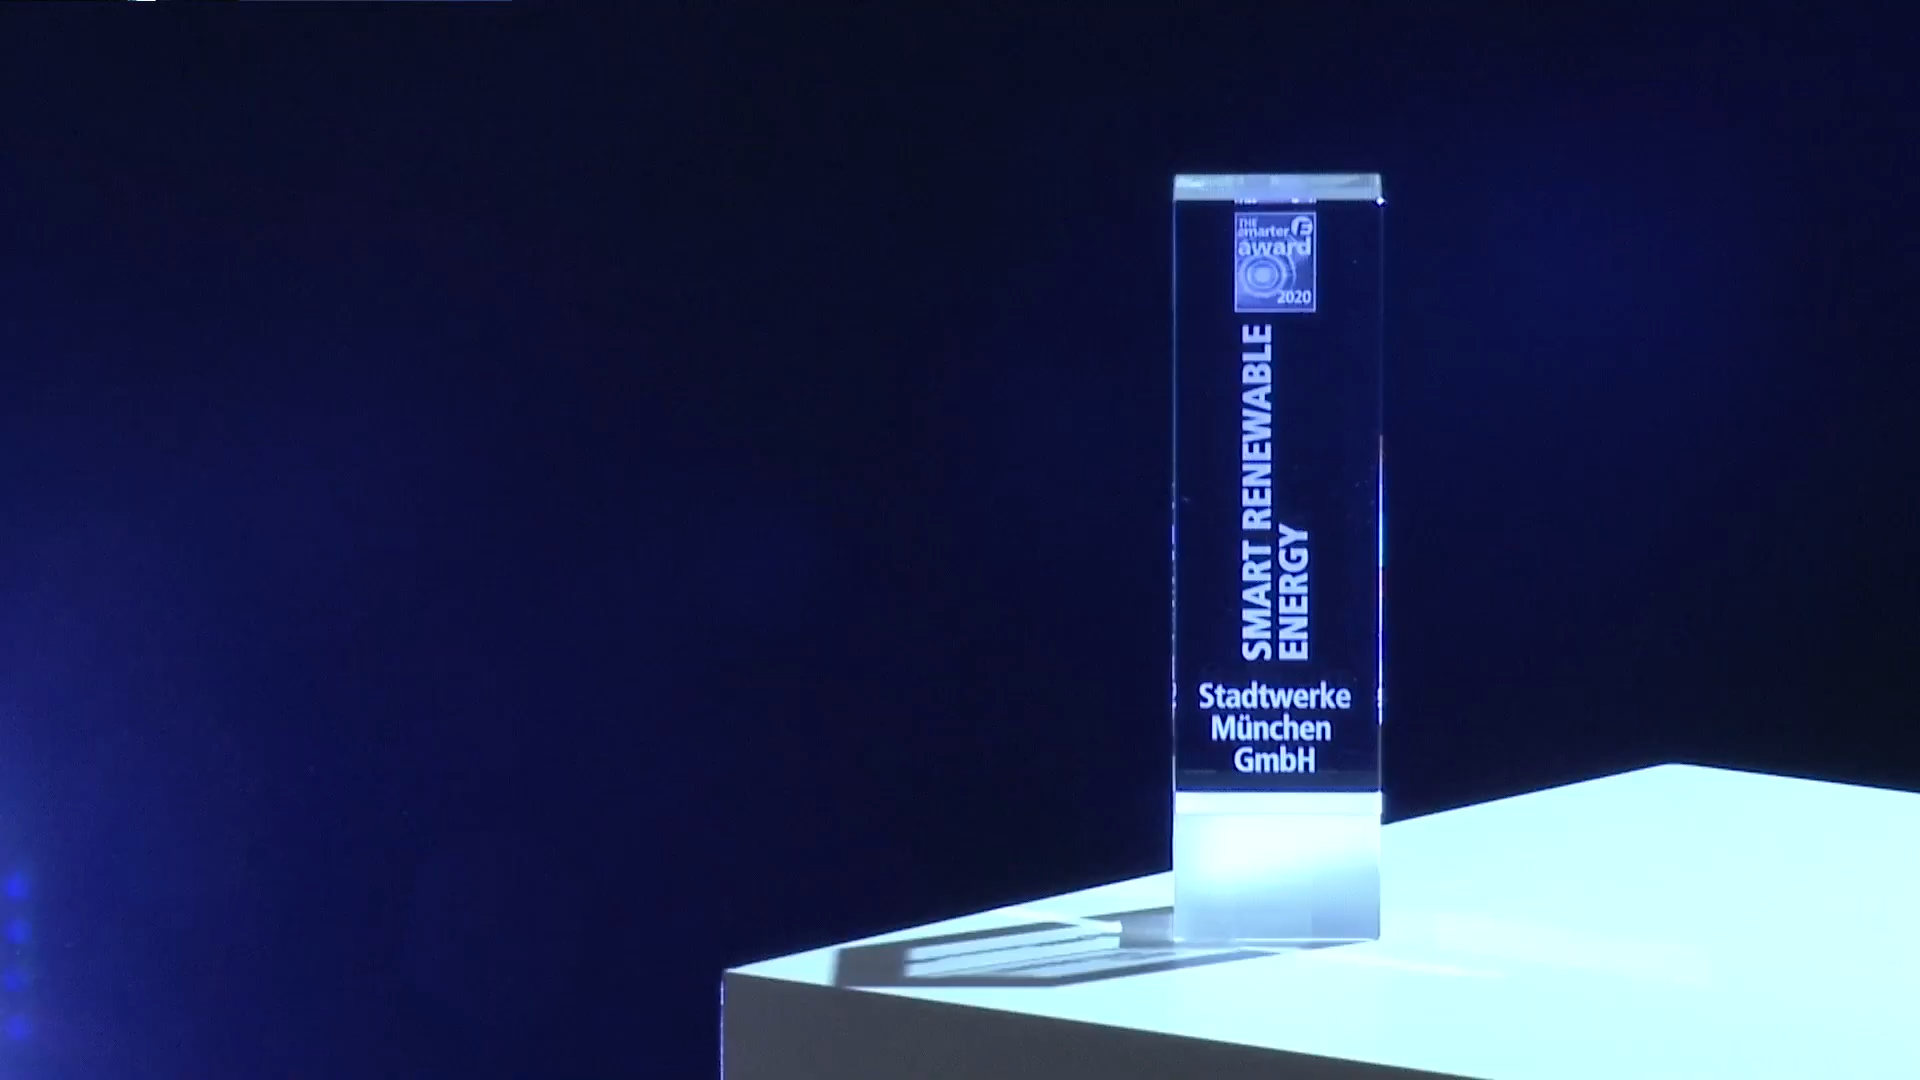 THE
smarter E
award
2020
SMART RENEWABLE
ENERGY
Stadtwerke
München
GmbH